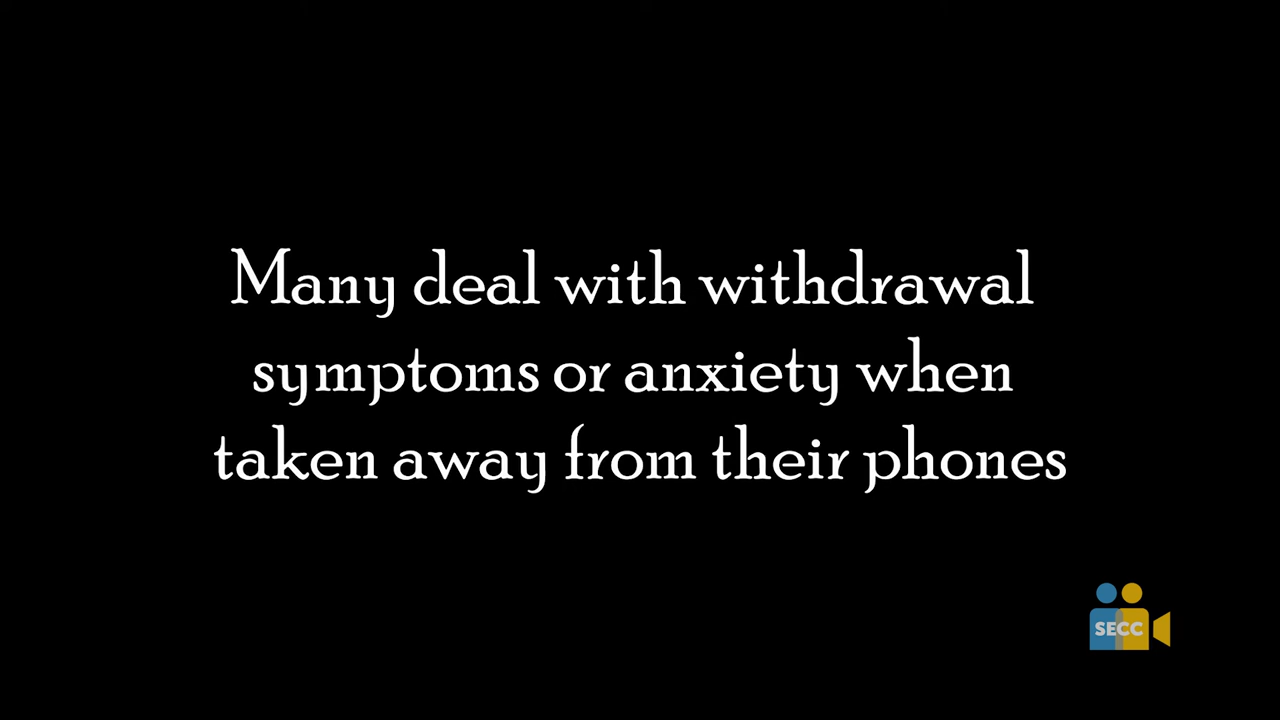 Many deal with withdrawal
symptoms or anxiety when
taken away from their phones
SECC